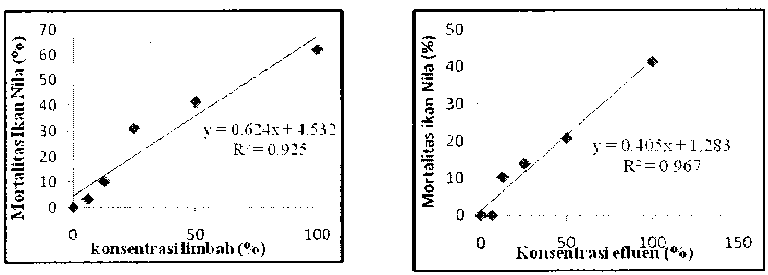 Mortalitas Ikan Nila (%)
70
60
50
40
30
20
10
0
y = 0.624x + 4.532
R² = 0.925
0 50 100
konsentrasi limbah (%)
Mortalitas ikan Nila (%)
50
40
30
20
10
0
y = 0.405x + 1.283
R² = 0.967
0 50 100 150
Konsentrasi efluen (%)